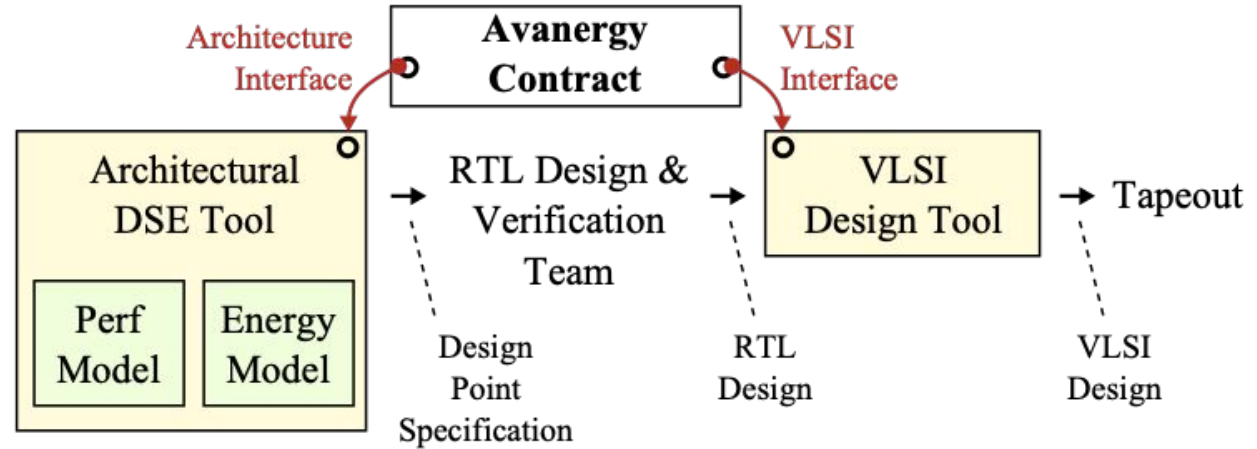 Architecture
Interface
Avanergy
Contract
VLSI
Interface
Architectural
DSE Tool
Perf
Model
Energy
Model
RTL Design &
Verification
Team
VLSI
Design Tool
Tapeout
Design
Point
Specification
RTL
Design
VLSI
Design